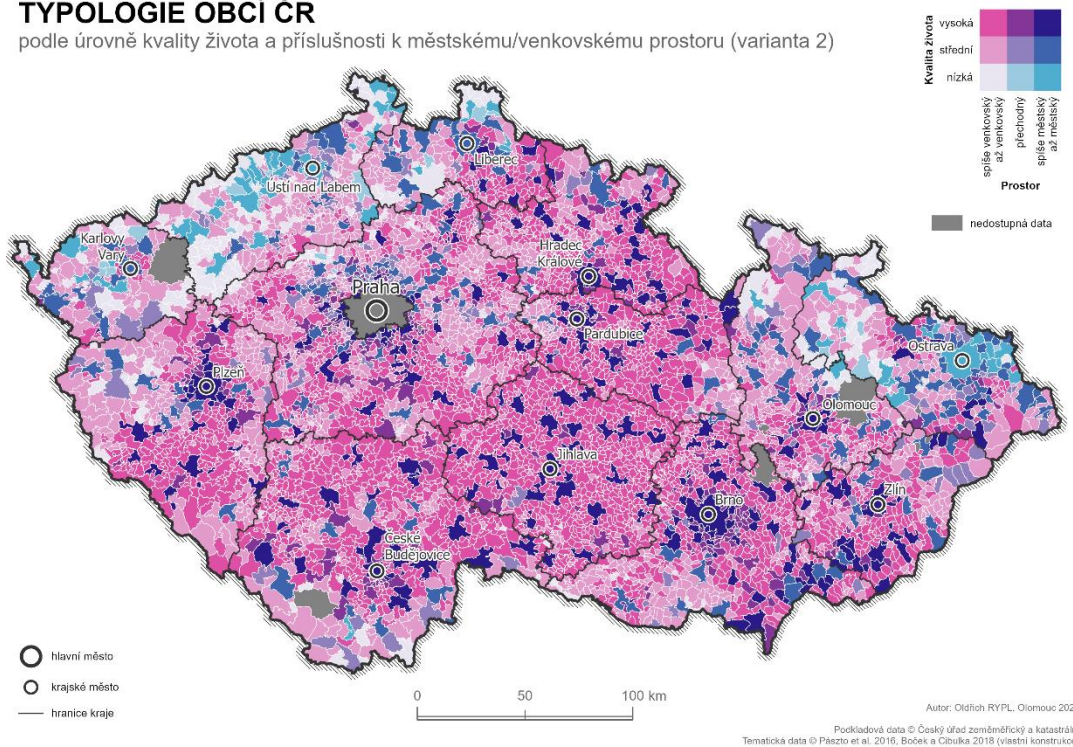 TYPOLOGIE OBCÍ ČR
podle úrovně kvality života a příslušnosti k městskému/venkovskému prostoru (varianta 2)
Kvalita života
vysoká
střední
nízká
spíše venkovský
až venkovský
přechodný
spíše městský
až městský
Prostor
nedostupná data
Liberec
Ústí nad Labem
Karlovy
Vary
Hradec
Králové
Praha
Pardubice
Ostrava
Plzeň
Olomouc
Jihlava
Zlín
Brno
České
Budějovice
hlavní město
krajské město
hranice kraje
0 50 100 km
Autor: Oldřich RYPL, Olomouc 202
Podkladová data © Český úřad zeměměřický a katastrál
Tematická data © Pászto et al. 2016, Boček a Cibulka 2018 (vlastní konstrukce